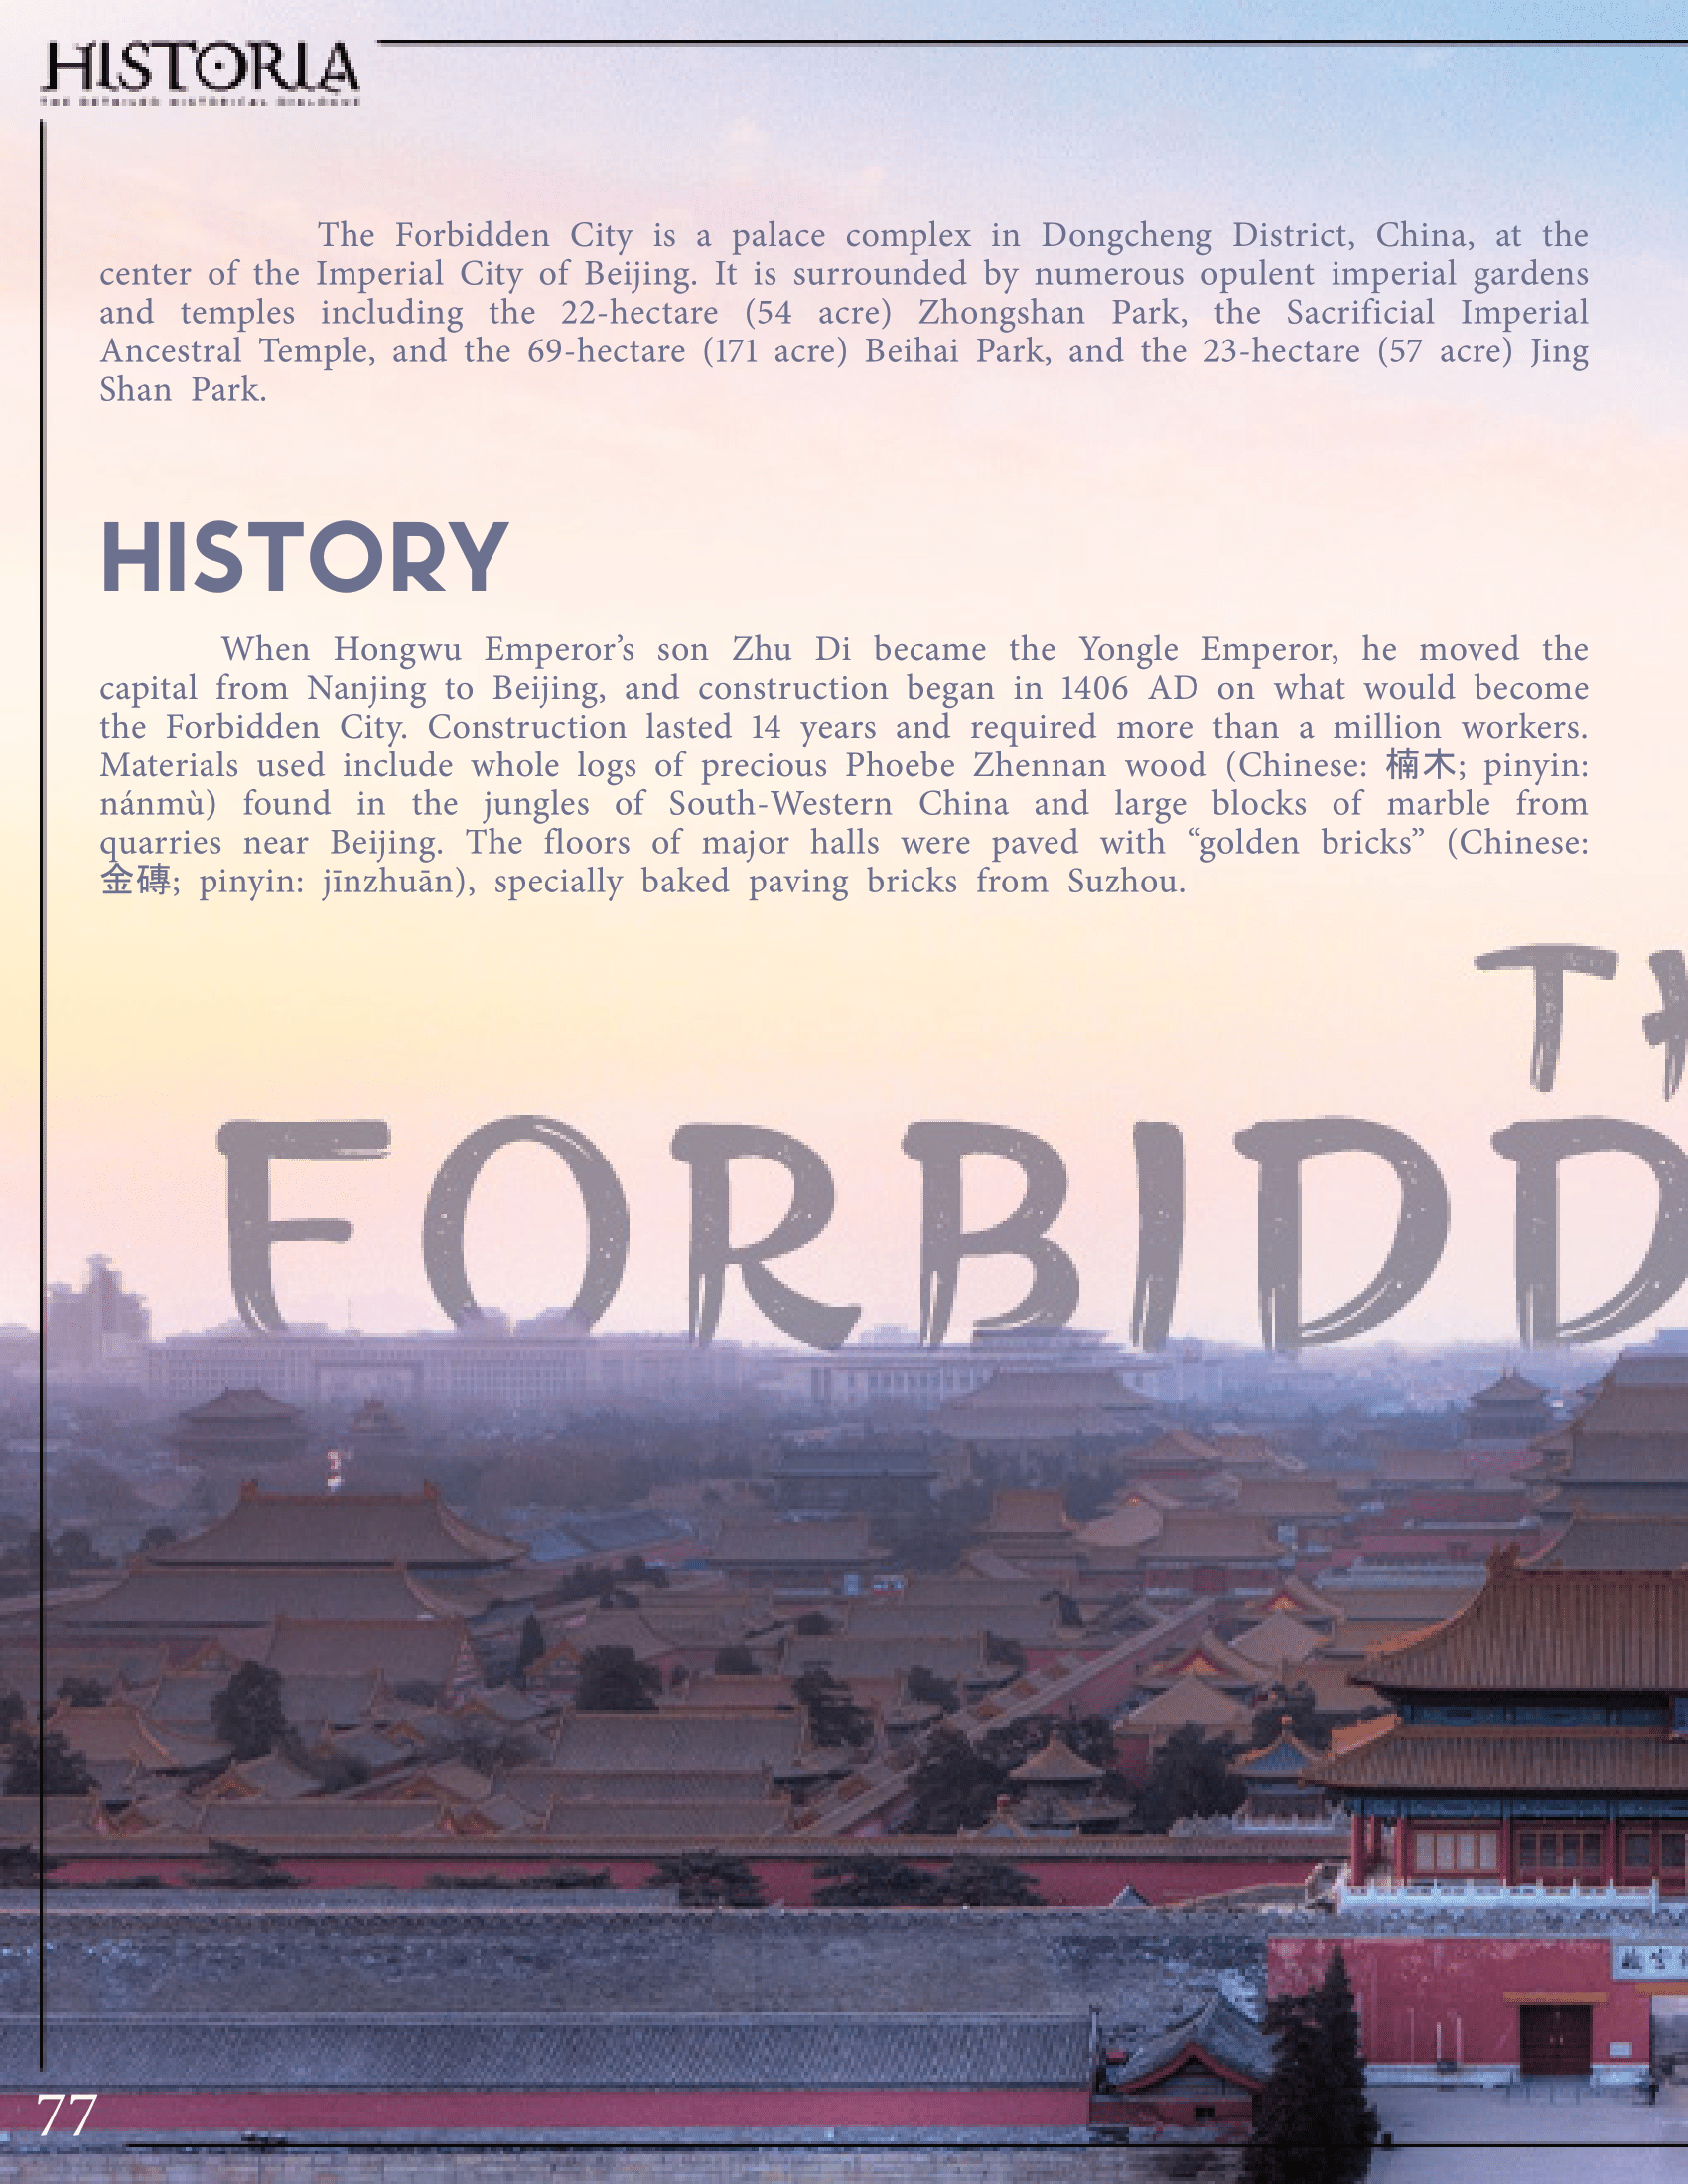 HISTORIA
THE DETAILED HISTORICAL DIALOGUE
The Forbidden City is a palace complex in Dongcheng District, China, at the
center of the Imperial City of Beijing. It is surrounded by numerous opulent imperial gardens
and temples including the 22-hectare (54 acre) Zhongshan Park, the Sacrificial Imperial
Ancestral Temple, and the 69-hectare (171 acre) Beihai Park, and the 23-hectare (57 acre) Jing
Shan Park.
HISTORY
When Hongwu Emperor’s son Zhu Di became the Yongle Emperor, he moved the
capital from Nanjing to Beijing, and construction began in 1406 AD on what would become
the Forbidden City. Construction lasted 14 years and required more than a million workers.
Materials used include whole logs of precious Phoebe Zhennan wood (Chinese: 楠木; pinyin:
nánmù) found in the jungles of South-Western China and large blocks of marble from
quarries near Beijing. The floors of major halls were paved with “golden bricks” (Chinese:
金磚; pinyin: jīnzhuān), specially baked paving bricks from Suzhou.
TH
FORBIDD
77